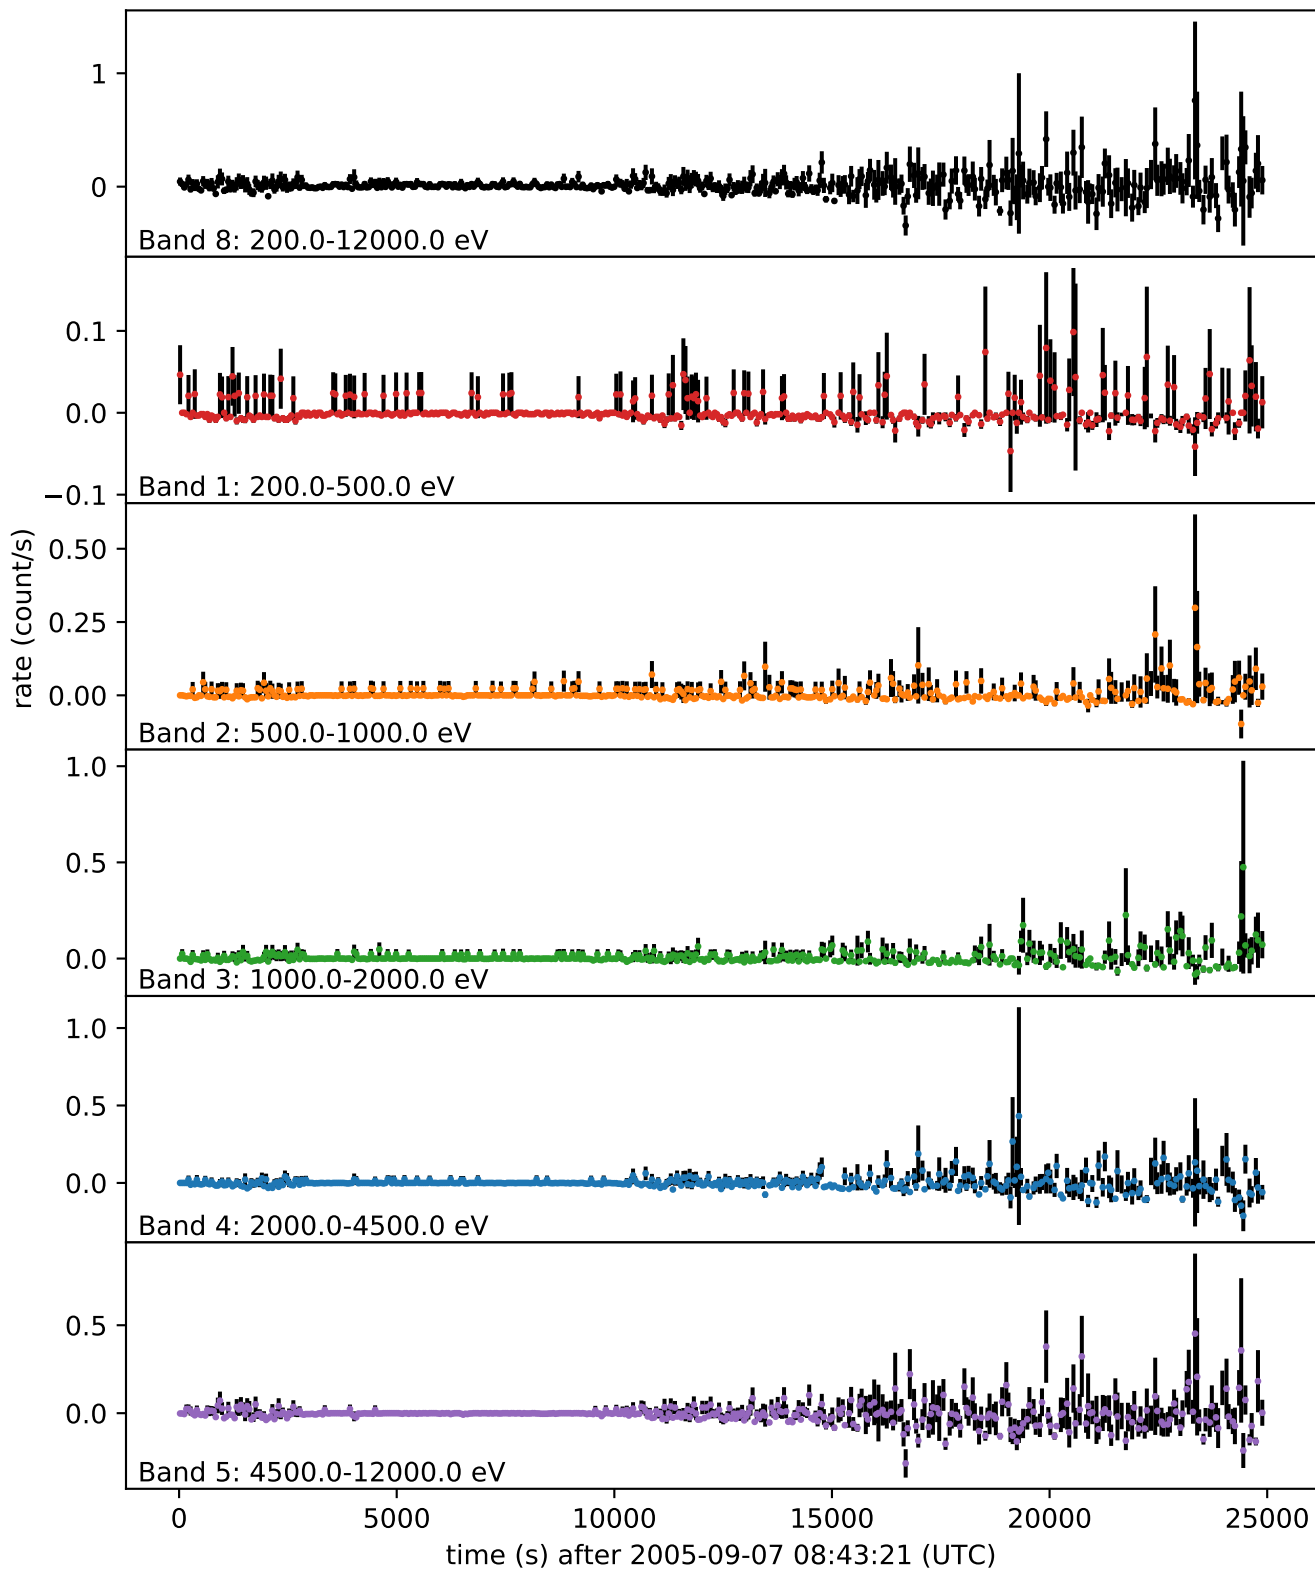 1
0
Band 8: 200.0-12000.0 eV
0.1
0.0
−0.1
Band 1: 200.0-500.0 eV
rate (count/s)
0.50
0.25
0.00
Band 2: 500.0-1000.0 eV
1.0
0.5
0.0
Band 3: 1000.0-2000.0 eV
1.0
0.5
0.0
Band 4: 2000.0-4500.0 eV
0.5
0.0
Band 5: 4500.0-12000.0 eV
0 5000 10000 15000 20000 25000
time (s) after 2005-09-07 08:43:21 (UTC)